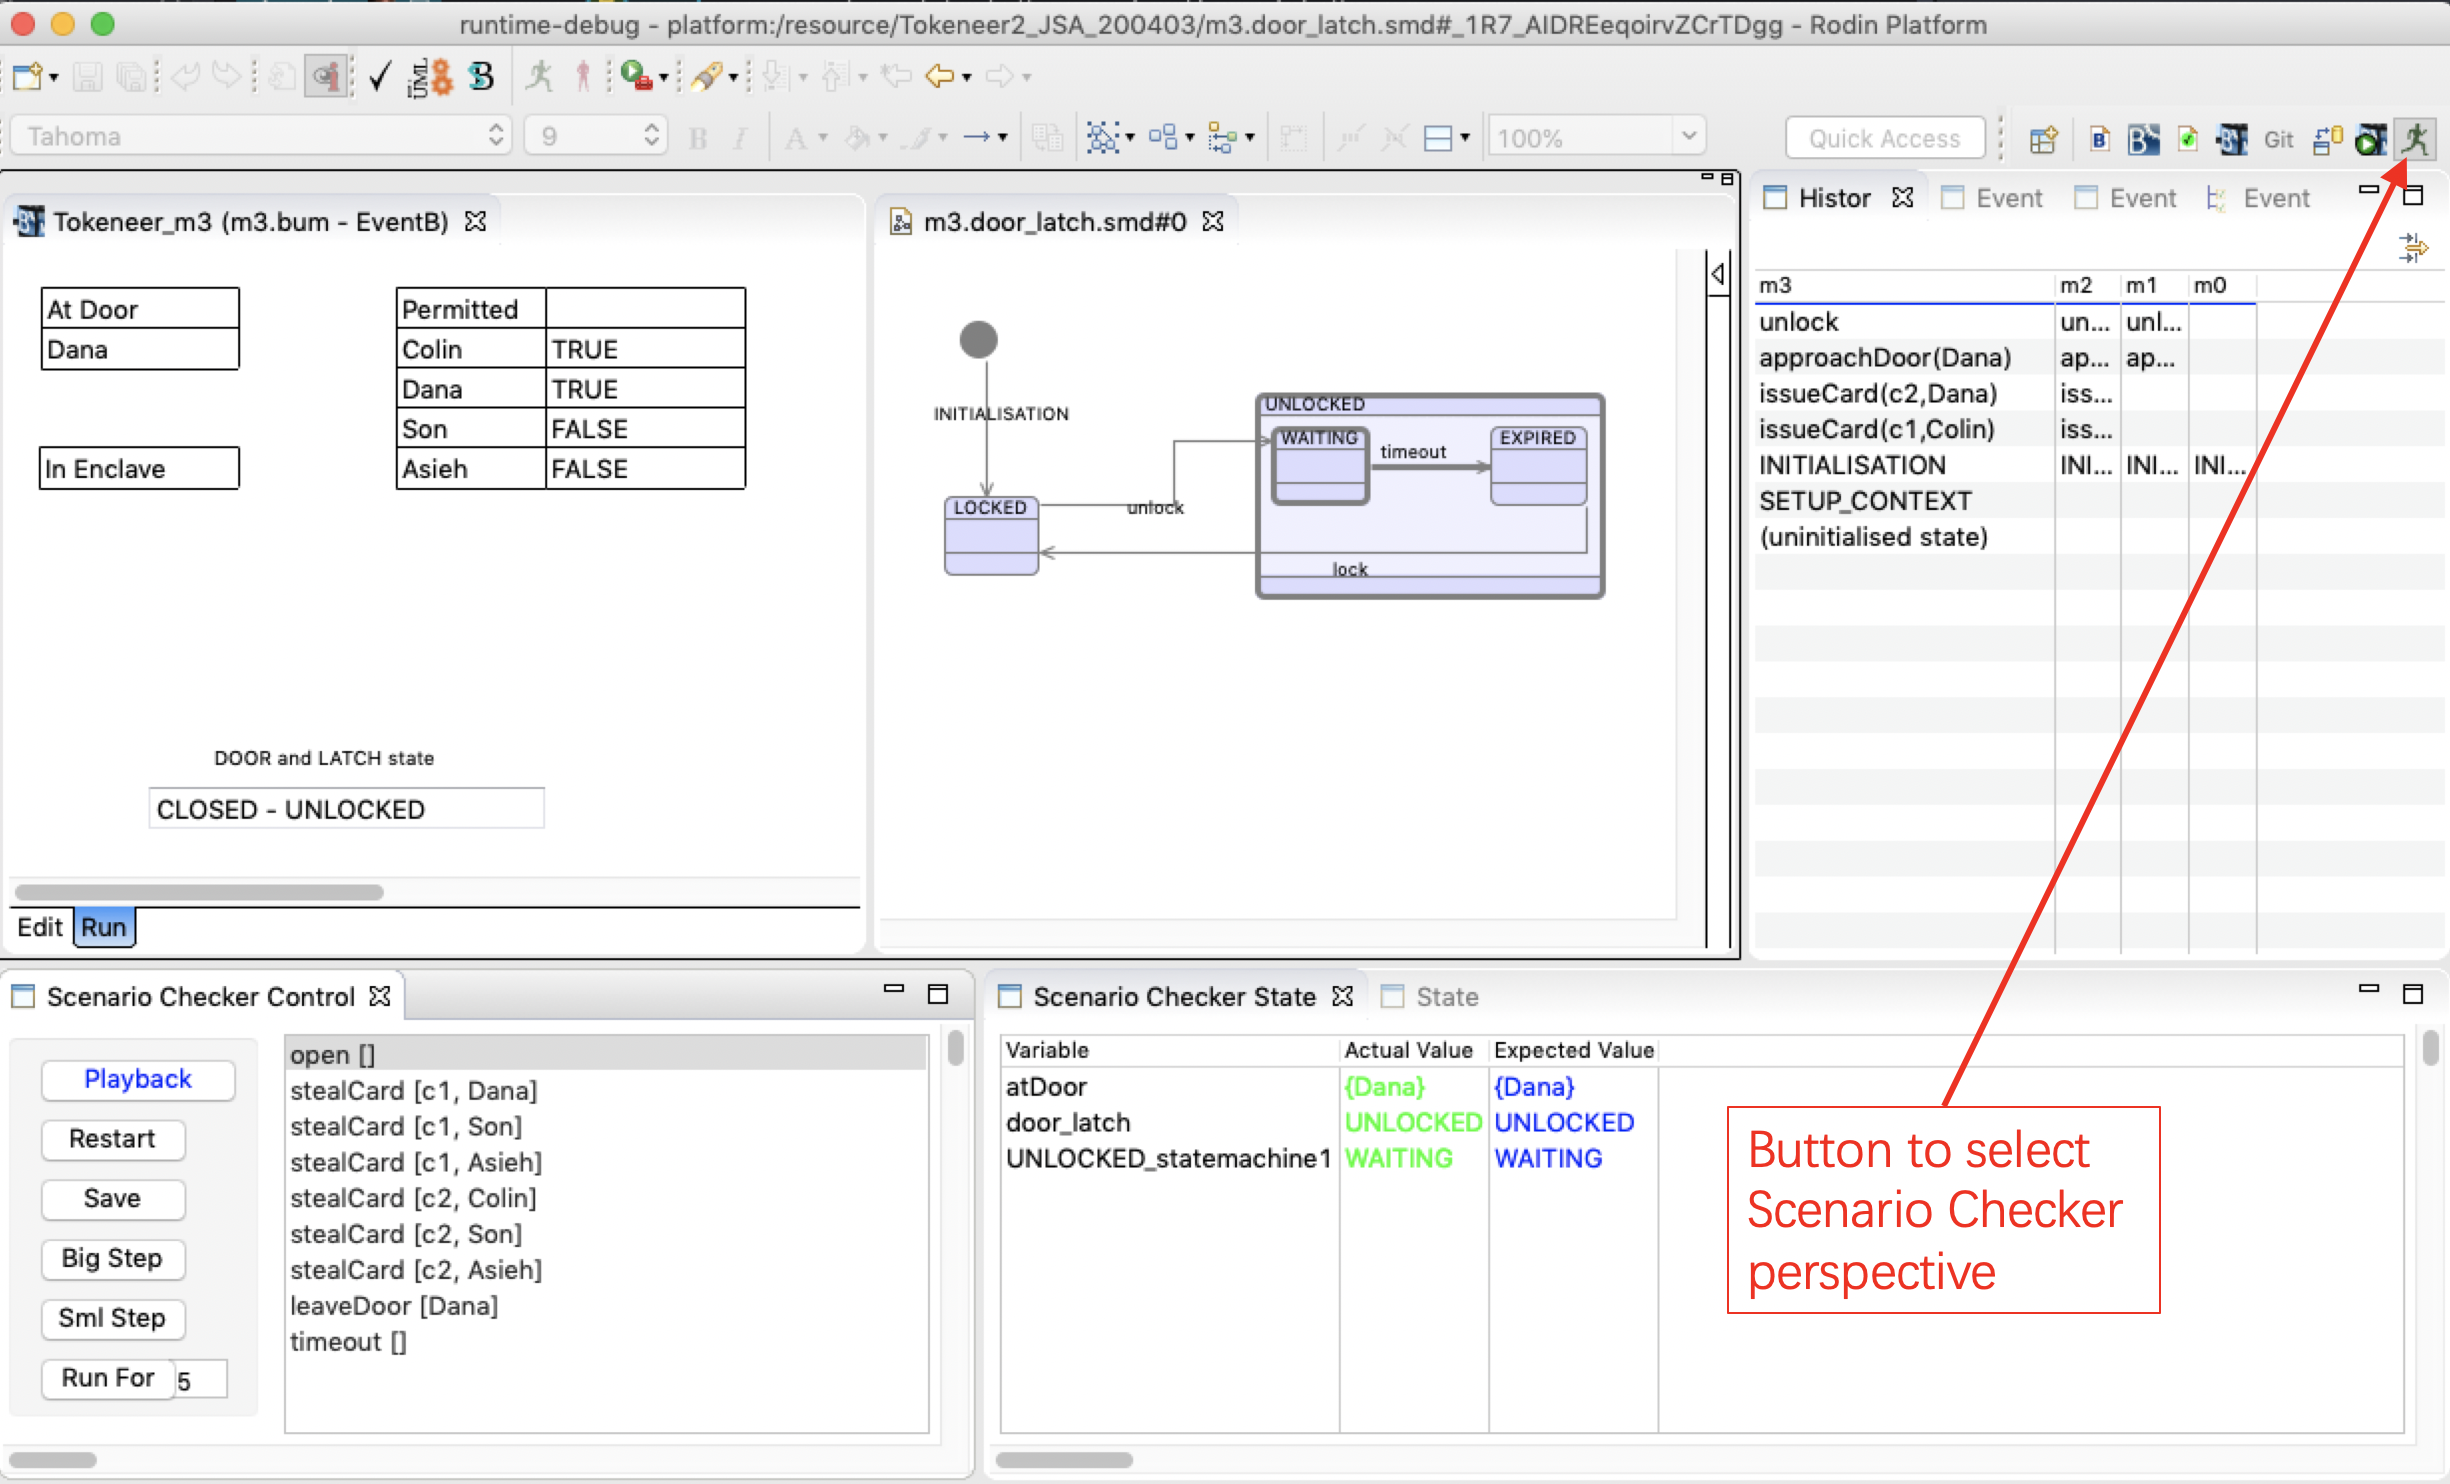 runtime-debug - platform:/resource/Tokeneer2_JSA_200403/m3.door_latch.smd#_1R7_AIDREeqoirvZCrTDgg - Rodin Platform
UML B
Tahoma 9 B I A 100% Quick Access Git
Tokeneer_m3 (m3.bum - EventB)
At Door
Dana
In Enclave
Permitted
Colin TRUE
Dana TRUE
Son FALSE
Asieh FALSE
DOOR and LATCH state
CLOSED - UNLOCKED
Edit Run
m3.door_latch.smd#0
INITIALISATION
LOCKED
unlock
UNLOCKED
WAITING
timeout
EXPIRED
lock
Histor Event Event Event
m3 m2 m1 m0
unlock un... unl...
approachDoor(Dana) ap... ap...
issueCard(c2,Dana) iss...
issueCard(c1,Colin) iss...
INITIALISATION INI... INI... INI...
SETUP_CONTEXT
(uninitialised state)
Scenario Checker Control
Playback
Restart
Save
Big Step
Sml Step
Run For 5
open []
stealCard [c1, Dana]
stealCard [c1, Son]
stealCard [c1, Asieh]
stealCard [c2, Colin]
stealCard [c2, Son]
stealCard [c2, Asieh]
leaveDoor [Dana]
timeout []
Scenario Checker State State
Variable Actual Value Expected Value
atDoor {Dana} {Dana}
door_latch UNLOCKED UNLOCKED
UNLOCKED_statemachine1 WAITING WAITING
Button to select
Scenario Checker
perspective